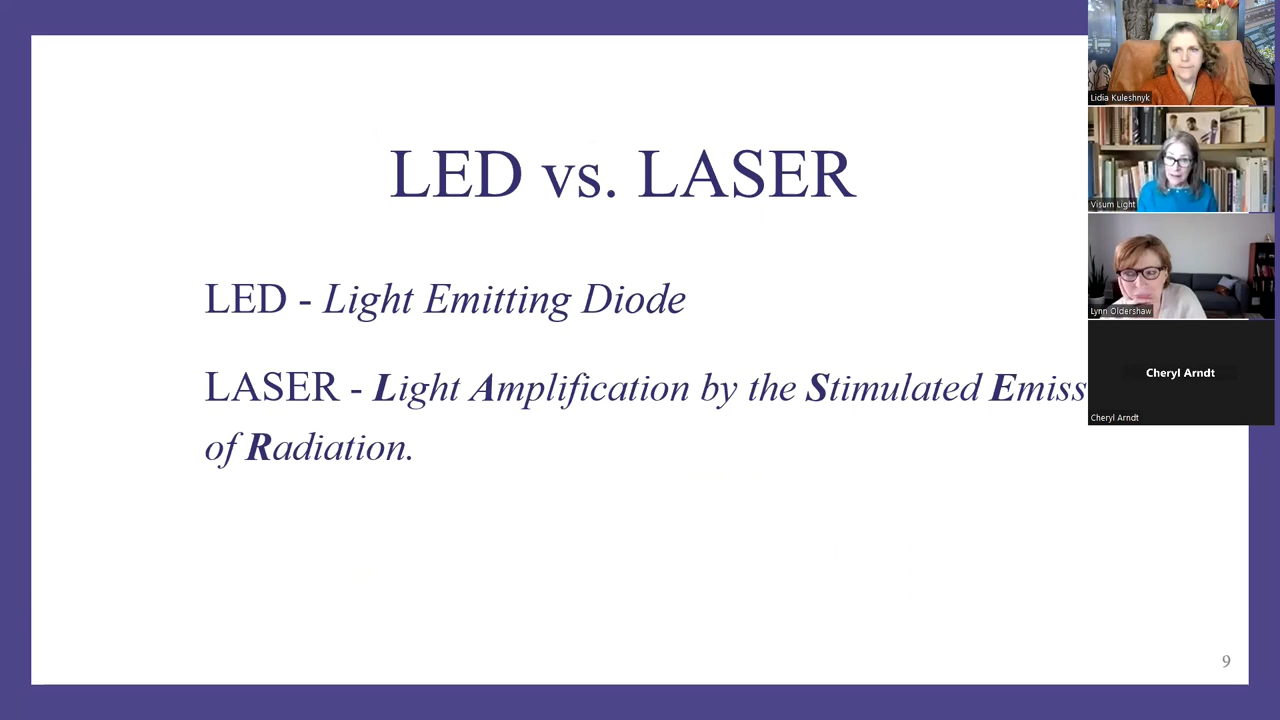 LED vs. LASER
LED - Light Emitting Diode
LASER - Light Amplification by the Stimulated Emiss
of Radiation.
9
Lidia Kuleshnyk
Visum Light
Lynn Oldershaw
Cheryl Arndt
Cheryl Arndt